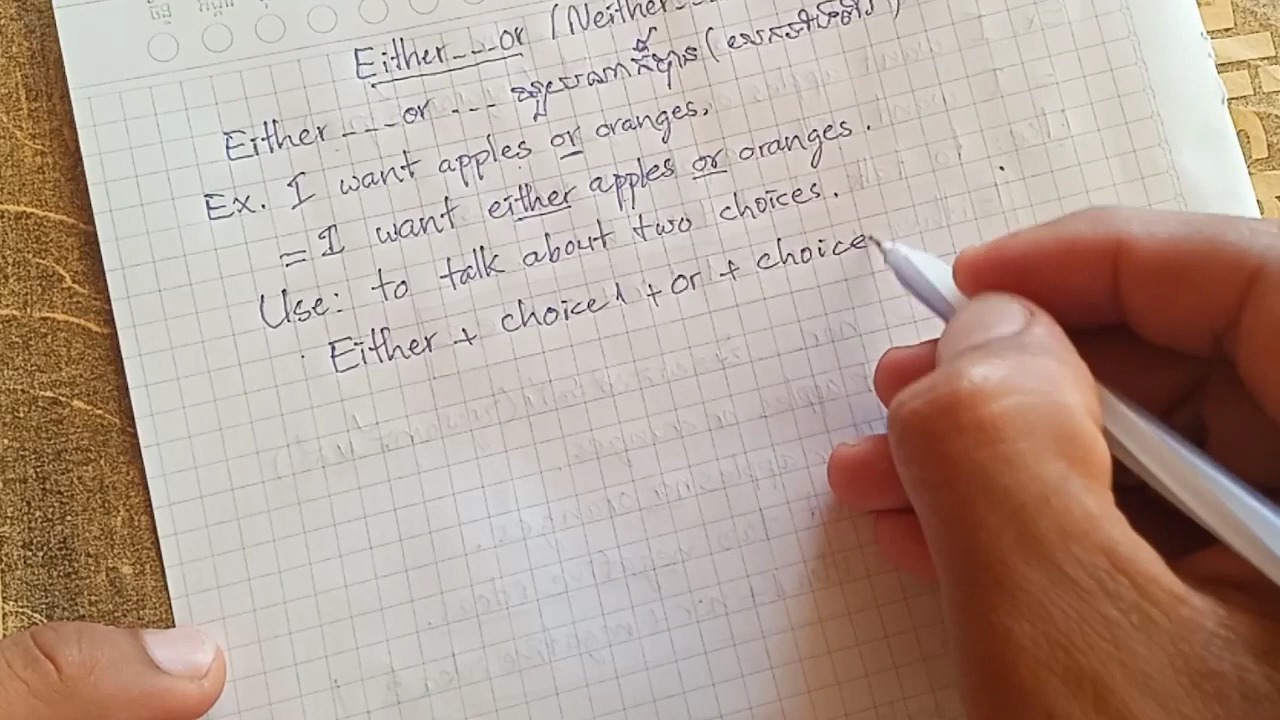 Either---or (Neither--
Either ---or ---
Ex. I want apples or oranges.
= I want either apples or oranges.
Use: to talk about two choices.
Either + choice1 + or + choice